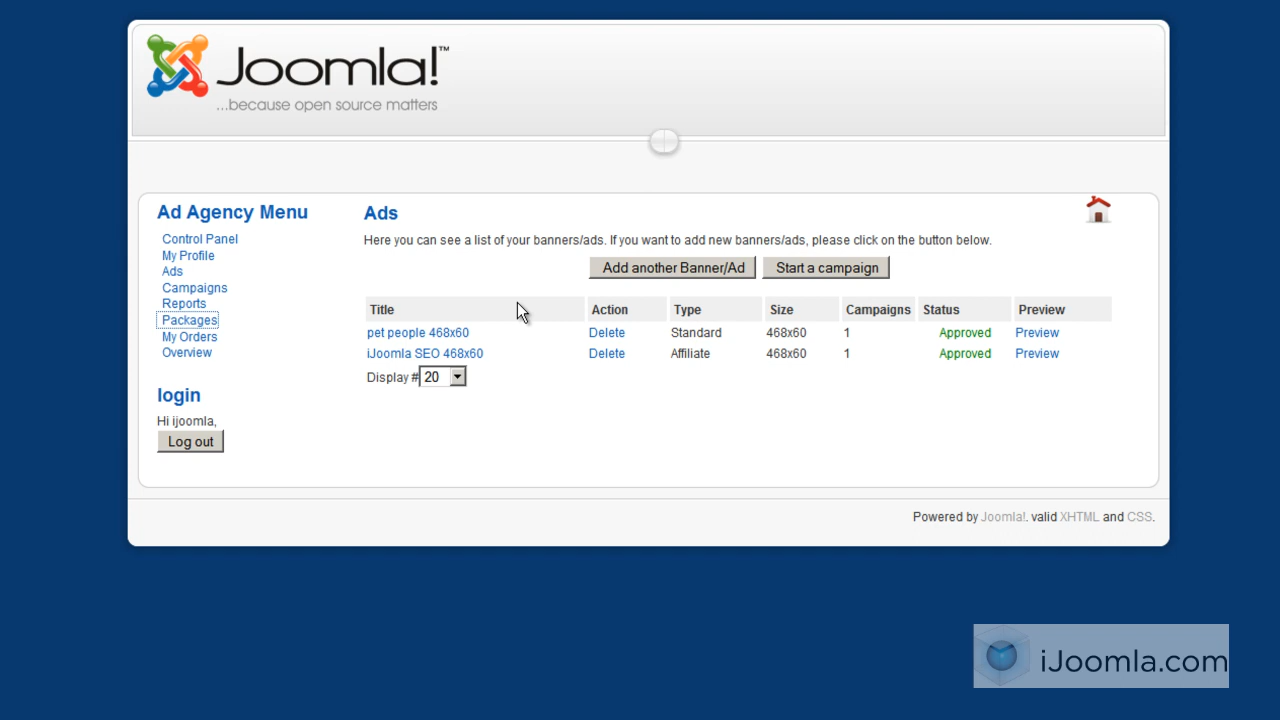 Joomla!™
...because open source matters
Ad Agency Menu
Control Panel
My Profile
Ads
Campaigns
Reports
Packages
My Orders
Overview
login
Hi ijoomla,
Log out
Ads
Here you can see a list of your banners/ads. If you want to add new banners/ads, please click on the button below.
Add another Banner/Ad Start a campaign
Title Action Type Size Campaigns Status Preview
pet people 468x60 Delete Standard 468x60 1 Approved Preview
iJoomla SEO 468x60 Delete Affiliate 468x60 1 Approved Preview
Display # 20
Powered by Joomla!. valid XHTML and CSS.
iJoomla.com